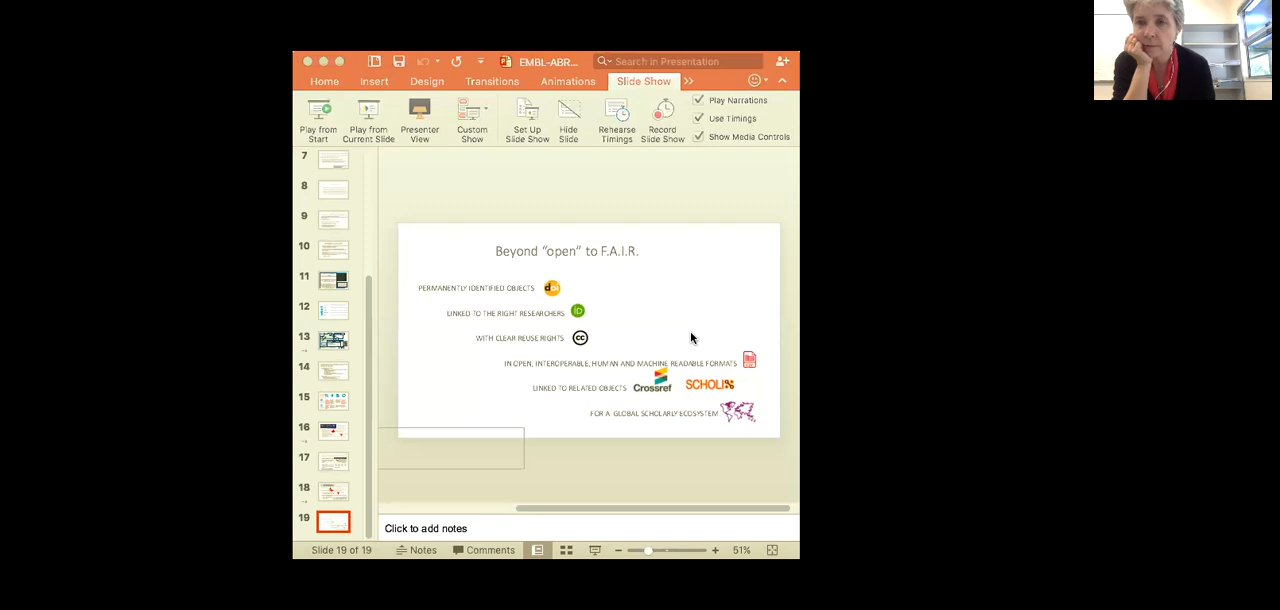 EMBL-ABR...
Search in Presentation
Home Insert Design Transitions Animations Slide Show
Play from Start
Play from Current Slide
Presenter View
Custom Show
Set Up Slide Show
Hide Slide
Rehearse Timings
Record Slide Show
Play Narrations
Use Timings
Show Media Controls
7
8
9
10
11
12
13
14
15
16
17
18
19
Beyond "open" to F.A.I.R.
PERMANENTLY IDENTIFIED OBJECTS doi
LINKED TO THE RIGHT RESEARCHERS iD
WITH CLEAR REUSE RIGHTS cc
IN OPEN, INTEROPERABLE, HUMAN AND MACHINE READABLE FORMATS
LINKED TO RELATED OBJECTS Crossref SCHOLIX
FOR A GLOBAL SCHOLARLY ECOSYSTEM
Click to add notes
Slide 19 of 19 Notes Comments 51%